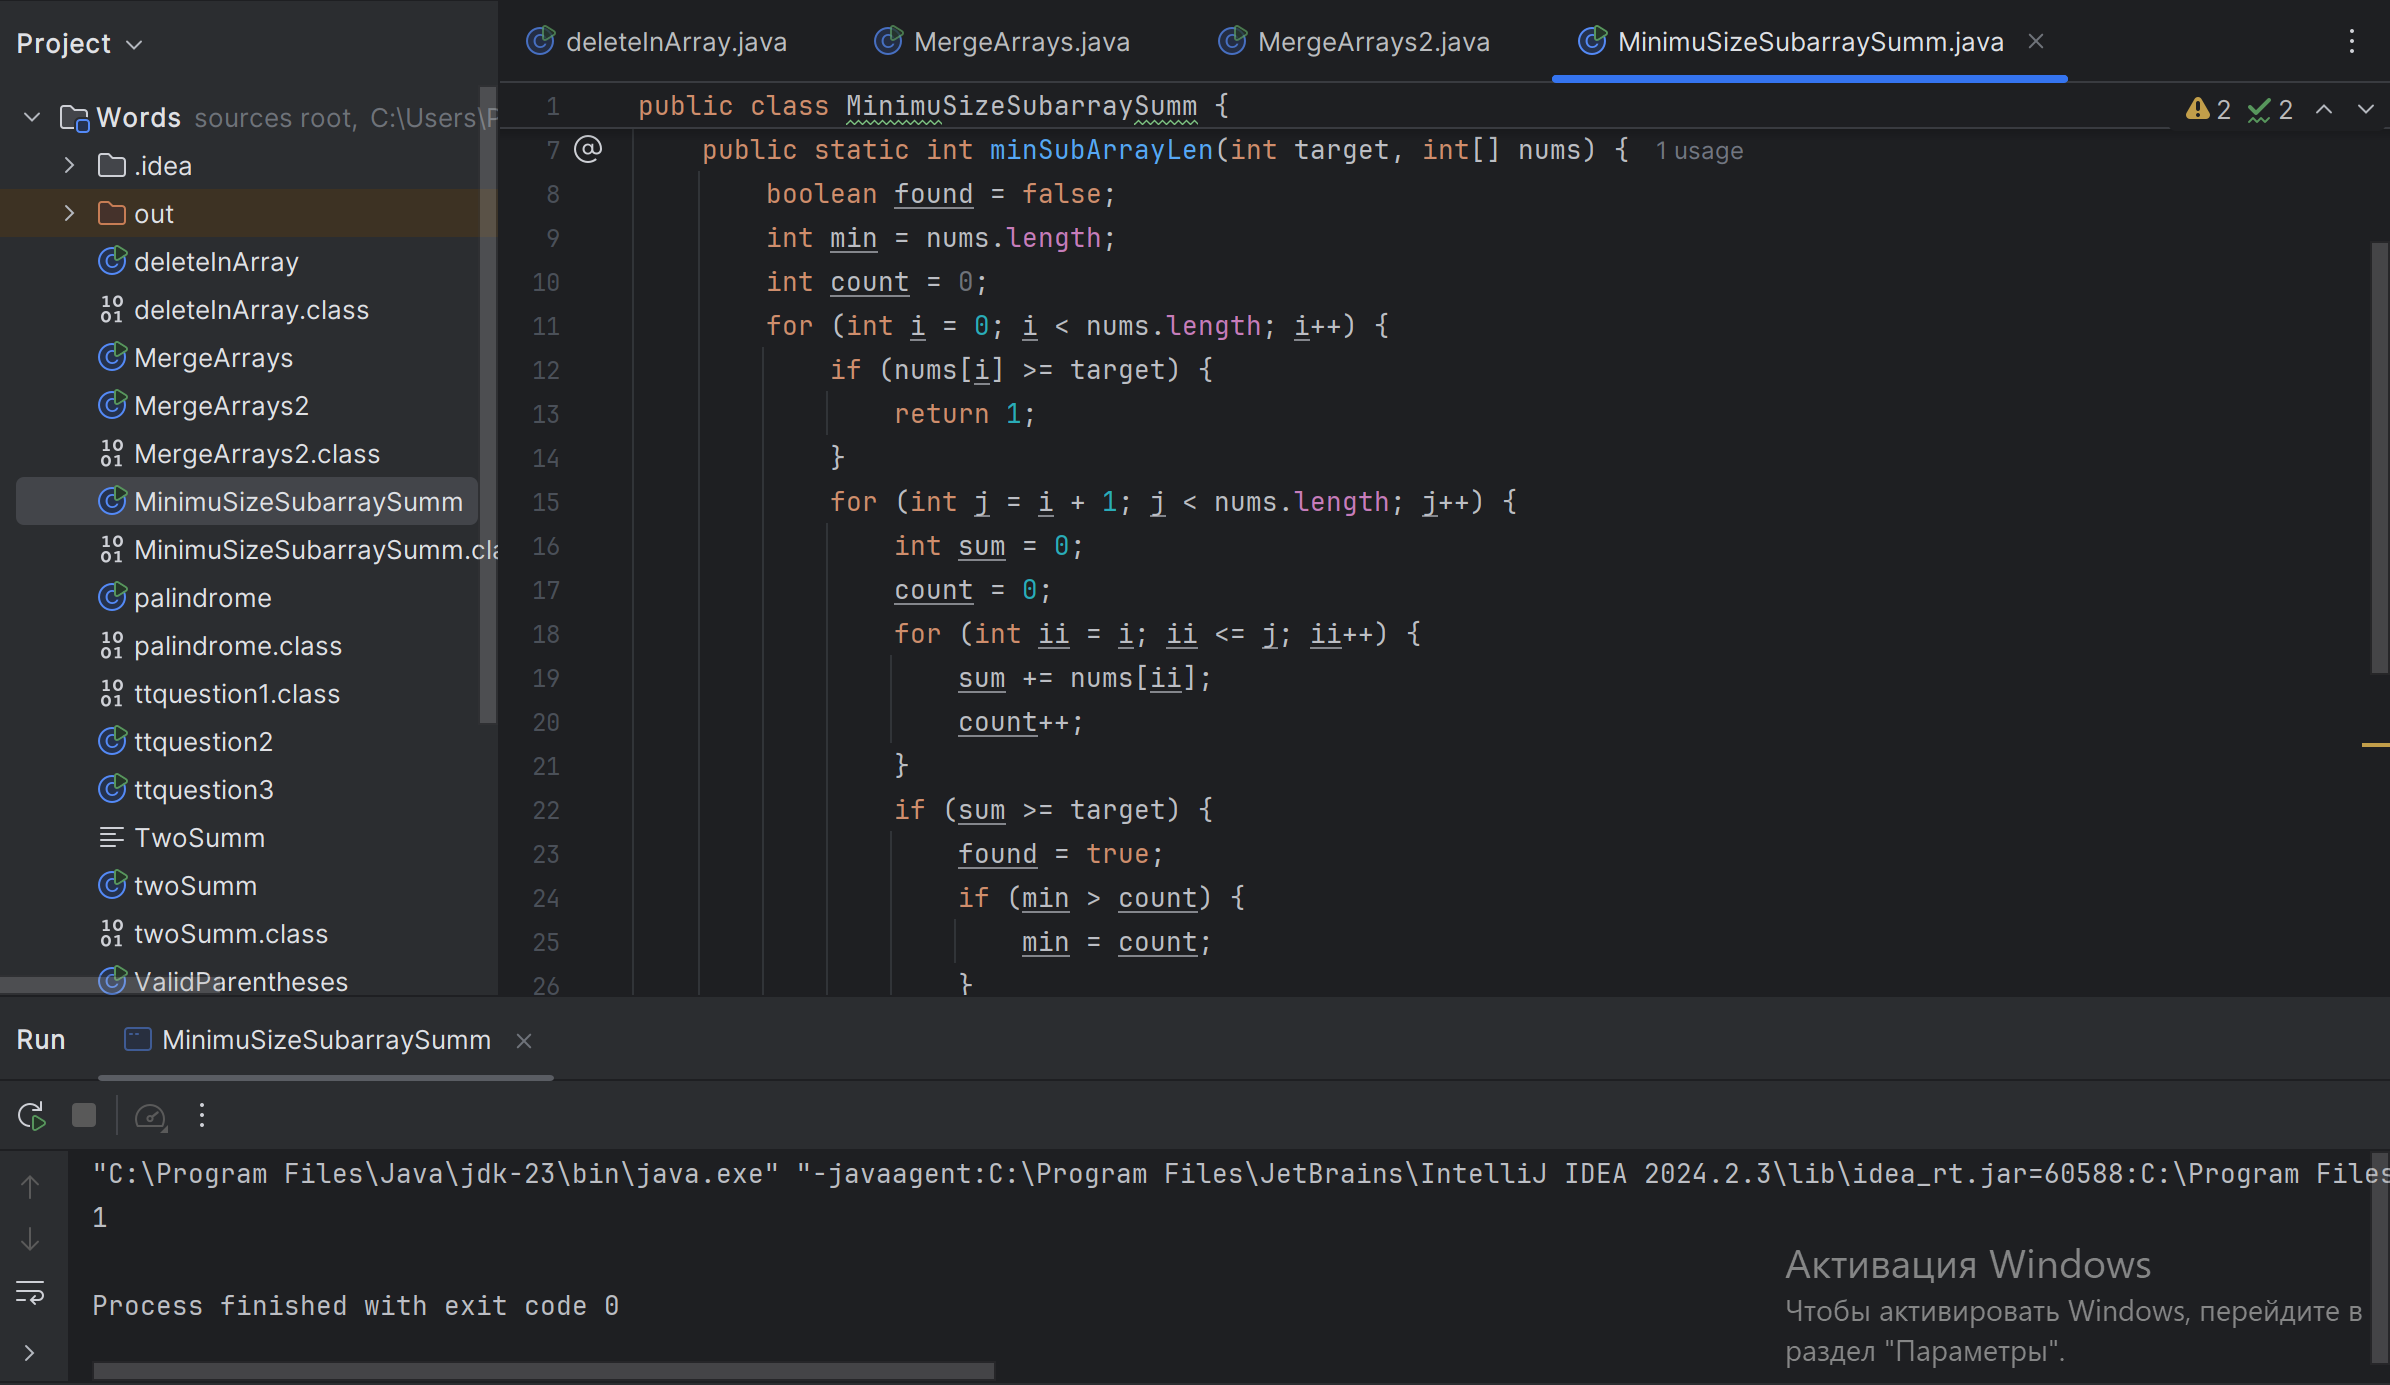 Project
deleteInArray.java
MergeArrays.java
MergeArrays2.java
MinimuSizeSubarraySumm.java
Words sources root, C:\Users\
.idea
out
deleteInArray
deleteInArray.class
MergeArrays
MergeArrays2
MergeArrays2.class
MinimuSizeSubarraySumm
MinimuSizeSubarraySumm.cla
palindrome
palindrome.class
ttquestion1.class
ttquestion2
ttquestion3
TwoSumm
twoSumm
twoSumm.class
ValidParentheses
1 public class MinimuSizeSubarraySumm {
2 2
7 @ public static int minSubArrayLen(int target, int[] nums) { 1 usage
8 boolean found = false;
9 int min = nums.length;
10 int count = 0;
11 for (int i = 0; i < nums.length; i++) {
12 if (nums[i] >= target) {
13 return 1;
14 }
15 for (int j = i + 1; j < nums.length; j++) {
16 int sum = 0;
17 count = 0;
18 for (int ii = i; ii <= j; ii++) {
19 sum += nums[ii];
20 count++;
21 }
22 if (sum >= target) {
23 found = true;
24 if (min > count) {
25 min = count;
26 }
Run
MinimuSizeSubarraySumm
"C:\Program Files\Java\jdk-23\bin\java.exe" "-javaagent:C:\Program Files\JetBrains\IntelliJ IDEA 2024.2.3\lib\idea_rt.jar=60588:C:\Program Files
1
Process finished with exit code 0
Активация Windows
Чтобы активировать Windows, перейдите в
раздел "Параметры".